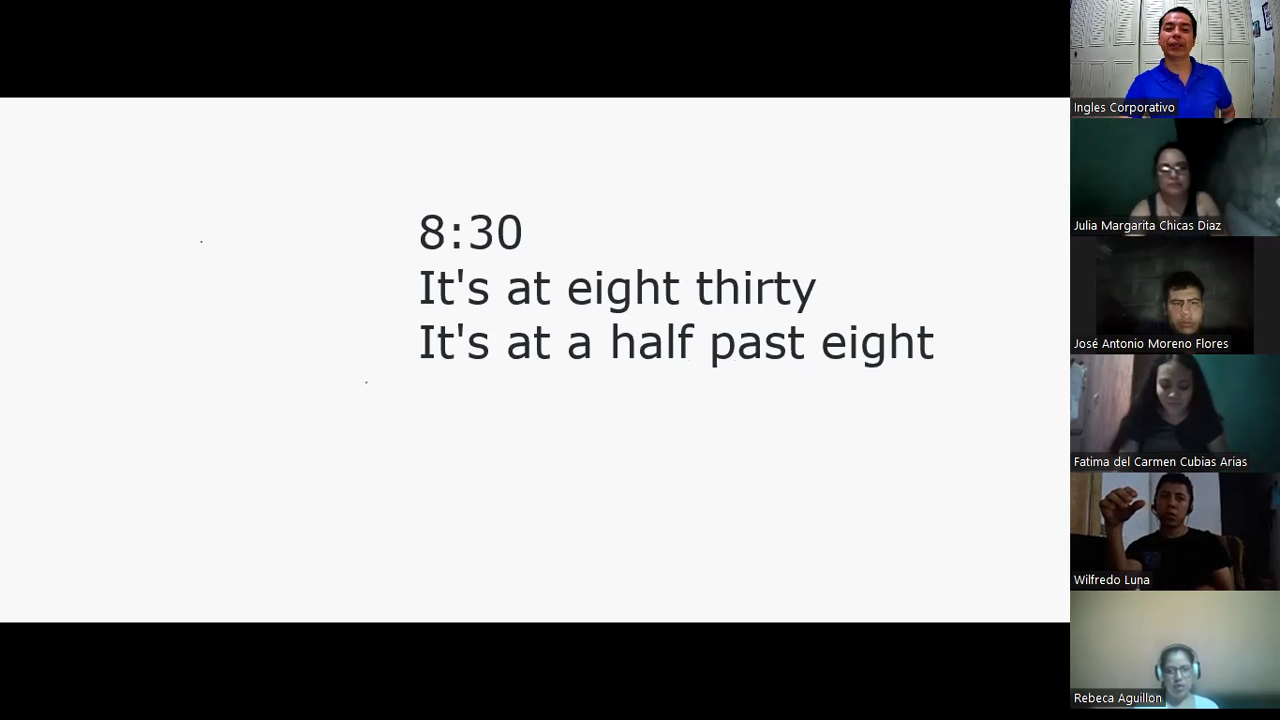 8:30
It's at eight thirty
It's at a half past eight
Ingles Corporativo
Julia Margarita Chicas Diaz
José Antonio Moreno Flores
Fatima del Carmen Cubias Arias
Wilfredo Luna
Rebeca Aguillon